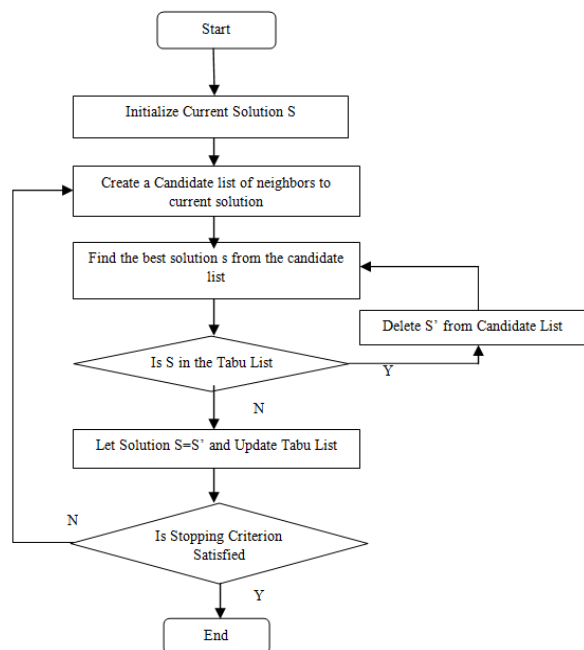 Start
Initialize Current Solution S
Create a Candidate list of neighbors to
current solution
Find the best solution s from the candidate
list
Delete S’ from Candidate List
Is S in the Tabu List
Y
N
Let Solution S=S’ and Update Tabu List
N
Is Stopping Criterion
Satisfied
Y
End